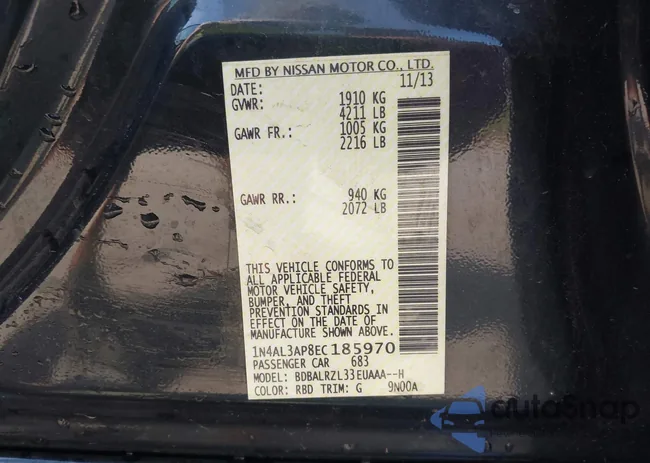 MFD BY NISSAN MOTOR CO., LTD.
DATE: 11/13
GVWR: 1910 KG
4211 LB
GAWR FR.: 1005 KG
2216 LB
GAWR RR.: 940 KG
2072 LB
THIS VEHICLE CONFORMS TO
ALL APPLICABLE FEDERAL
MOTOR VEHICLE SAFETY,
BUMPER, AND THEFT
PREVENTION STANDARDS IN
EFFECT ON THE DATE OF
MANUFACTURE SHOWN ABOVE.
1N4AL3AP8EC185970
PASSENGER CAR 683
MODEL: BDBALRZL33EUAAA--H
COLOR: RBD TRIM: G 9N00A
autoSnap